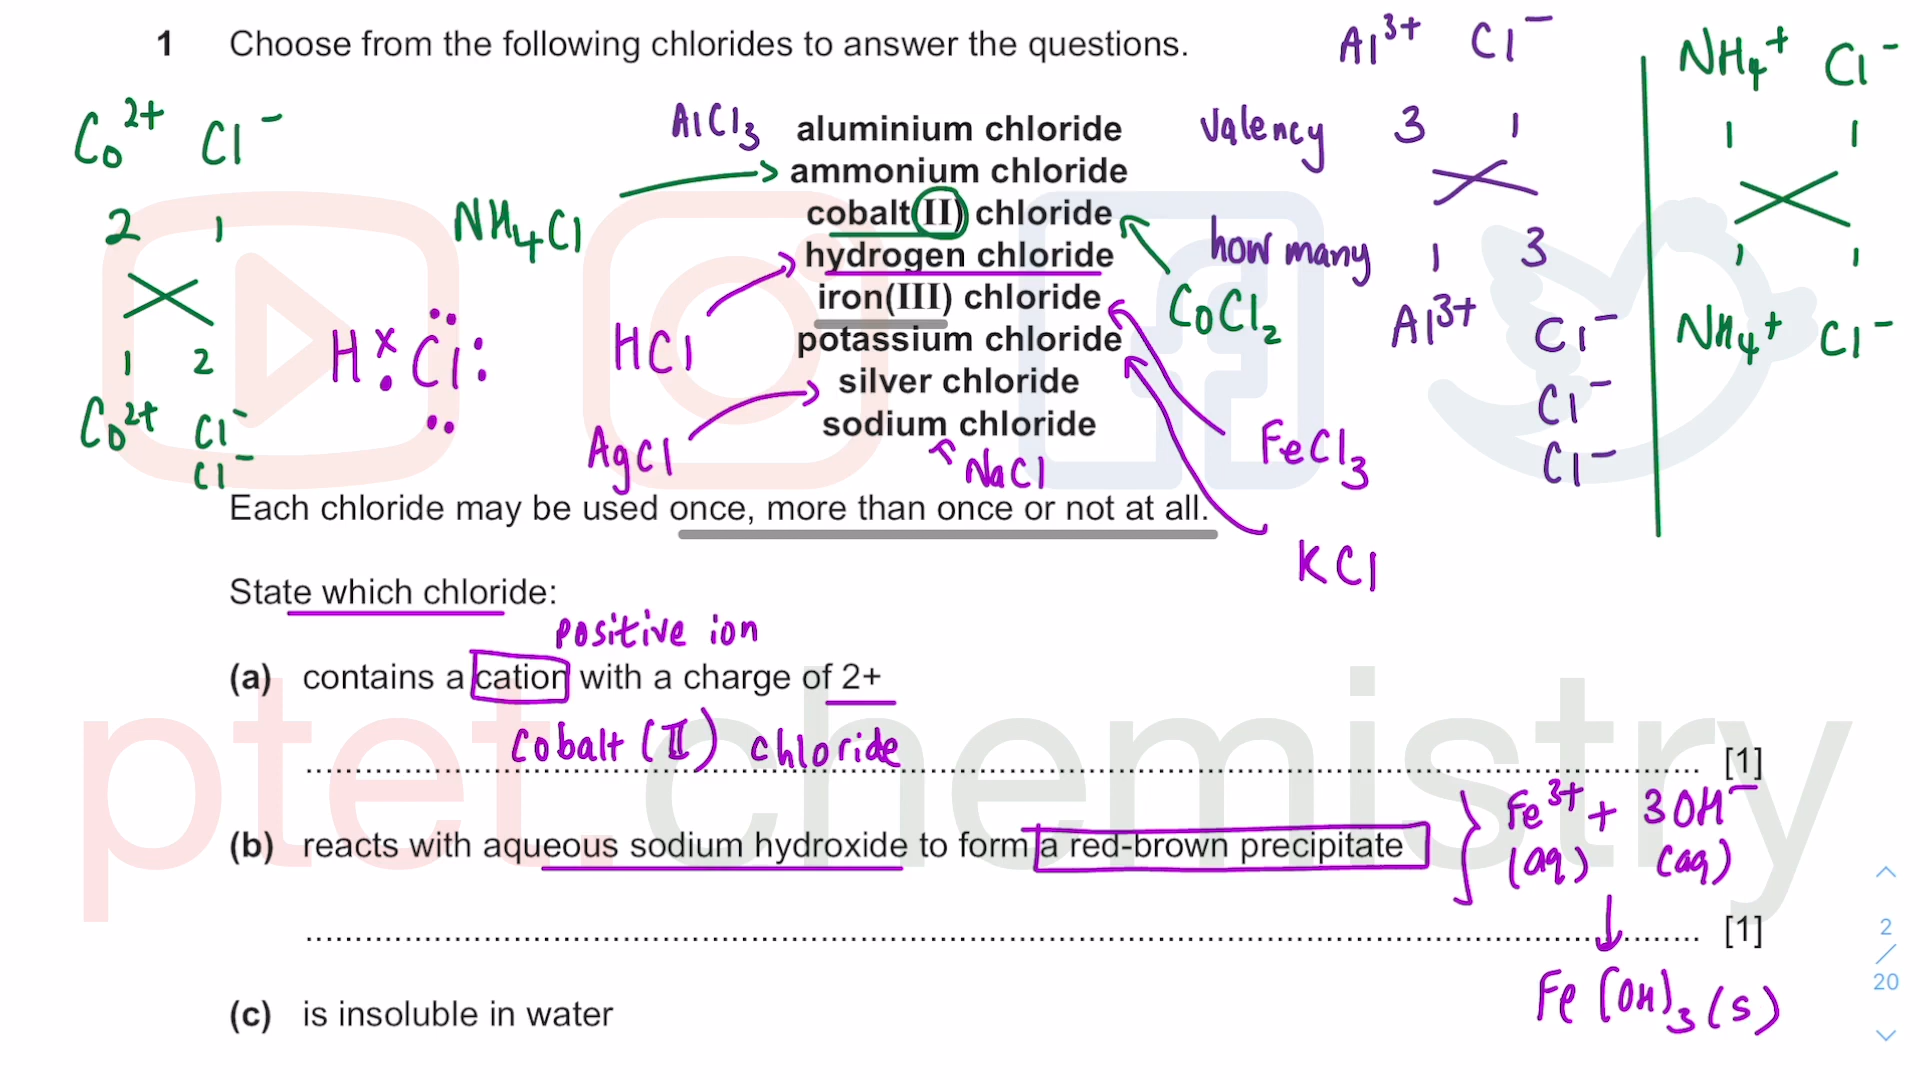 1 Choose from the following chlorides to answer the questions.
Al³⁺ Cl⁻
NH₄⁺ Cl⁻
Co²⁺ Cl⁻
AlCl₃ aluminium chloride
valency 3 1
1 1
ammonium chloride
2 1
NH₄Cl
cobalt(II) chloride
how many 1 3
1 1
hydrogen chloride
iron(III) chloride
CoCl₂
Al³⁺ Cl⁻
Cl⁻
Cl⁻
NH₄⁺ Cl⁻
H Cl
HCl
potassium chloride
1 2
silver chloride
Co²⁺ Cl⁻
Cl⁻
sodium chloride
AgCl
NaCl
FeCl₃
Each chloride may be used once, more than once or not at all.
KCl
State which chloride:
positive ion
(a) contains a cation with a charge of 2+
Cobalt (II) chloride
[1]
(b) reacts with aqueous sodium hydroxide to form a red-brown precipitate
Fe³⁺ + 3OH⁻
(aq) (aq)
[1]
Fe(OH)₃(s)
(c) is insoluble in water
ptet.chemistry
2
/
20